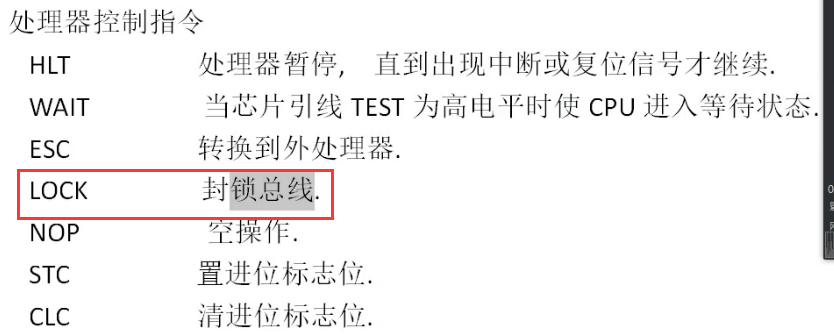 处理器控制指令
HLT 处理器暂停, 直到出现中断或复位信号才继续.
WAIT 当芯片引线 TEST 为高电平时使 CPU 进入等待状态.
ESC 转换到外处理器.
LOCK 封锁总线.
NOP 空操作.
STC 置进位标志位.
CLC 清进位标志位.